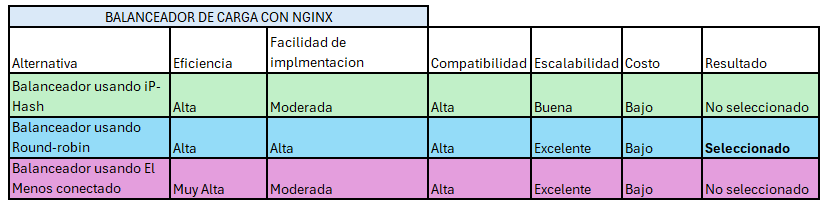 BALANCEADOR DE CARGA CON NGINX
Alternativa Eficiencia Facilidad de implmentacion Compatibilidad Escalabilidad Costo Resultado
Balanceador usando iP-Hash Alta Moderada Alta Buena Bajo No seleccionado
Balanceador usando Round-robin Alta Alta Alta Excelente Bajo Seleccionado
Balanceador usando El Menos conectado Muy Alta Moderada Alta Excelente Bajo No seleccionado